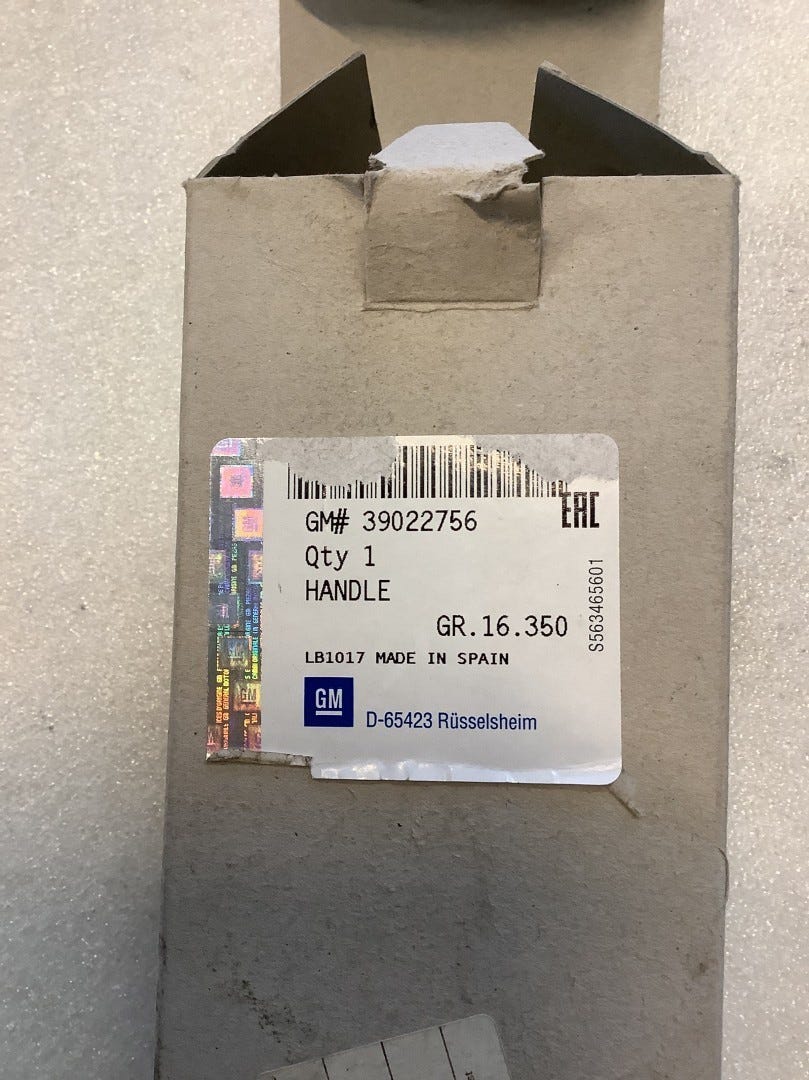 GM# 39022756
EAC
Qty 1
HANDLE
GR.16.350
S563465601
LB1017 MADE IN SPAIN
GM
D-65423 Rüsselsheim